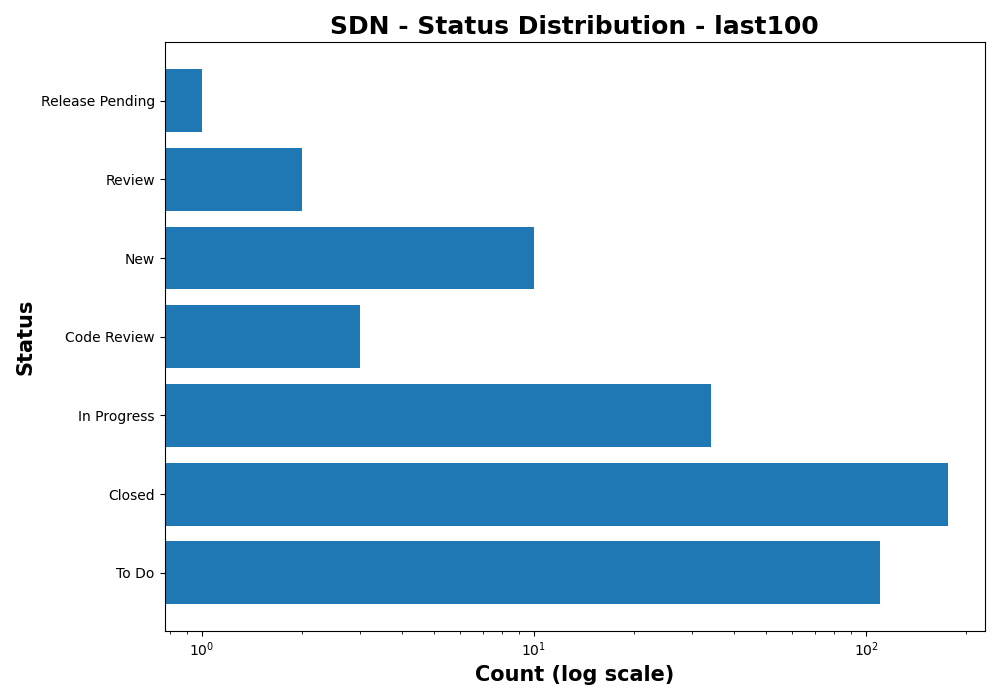 SDN - Status Distribution - last100
Release Pending
Review
New
Code Review
In Progress
Closed
To Do
Status
10⁰ 10¹ 10²
Count (log scale)